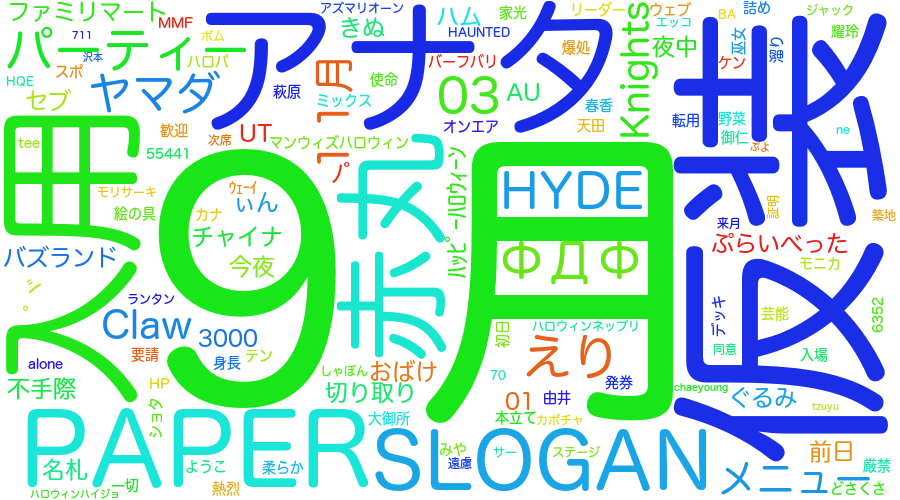 ファミリマート
MMF
アナタ
アズマリオーン
きぬ
ハム
家光
リーダー
ウェブ
エッコ
BA
詰め
ジャック
パーティー
711
沢本
ボム
ハロパ
HAUNTED
爆処
Knights
夜中
巫女
ケン
溺り
耀玲
HQE
スポ
ヤマダ
萩原
11月
使命
バーフバリ
セブ
ミックス
03
AU
春香
転用
野菜
ne
仮装
tee
55441
歓迎
次席
UT
マンウィズハロウィン
オンエア
天田
御仁
ぷよ
人用
モリサーキ
ウェーイ
パ
赤丸
ハッピーハロウィーン
HYDE
証明
築地
絵の具
カナ
いん
9月
来月
チャイナ
ФДФ
ぷらいべった
バズランド
今夜
モニカ
ランタン
デッキ
Claw
3000
初日
ハロウィンネップリ
芸能
6352
要請
身長
テン
えり
同意
入場
alone
しゃぼん
おばけ
70
発券
chaeyoung
不手際
HP
切り取り
01
由井
ぐるみ
tzuyu
PAPER
ショタ
大御所
本立て
カボチャ
SLOGAN
名札
ようこ
柔らか
みや
遠慮
サー
ステージ
前日
厳禁
一切
熱烈
メニュー
どさくさ
ハロウィンハイジョ